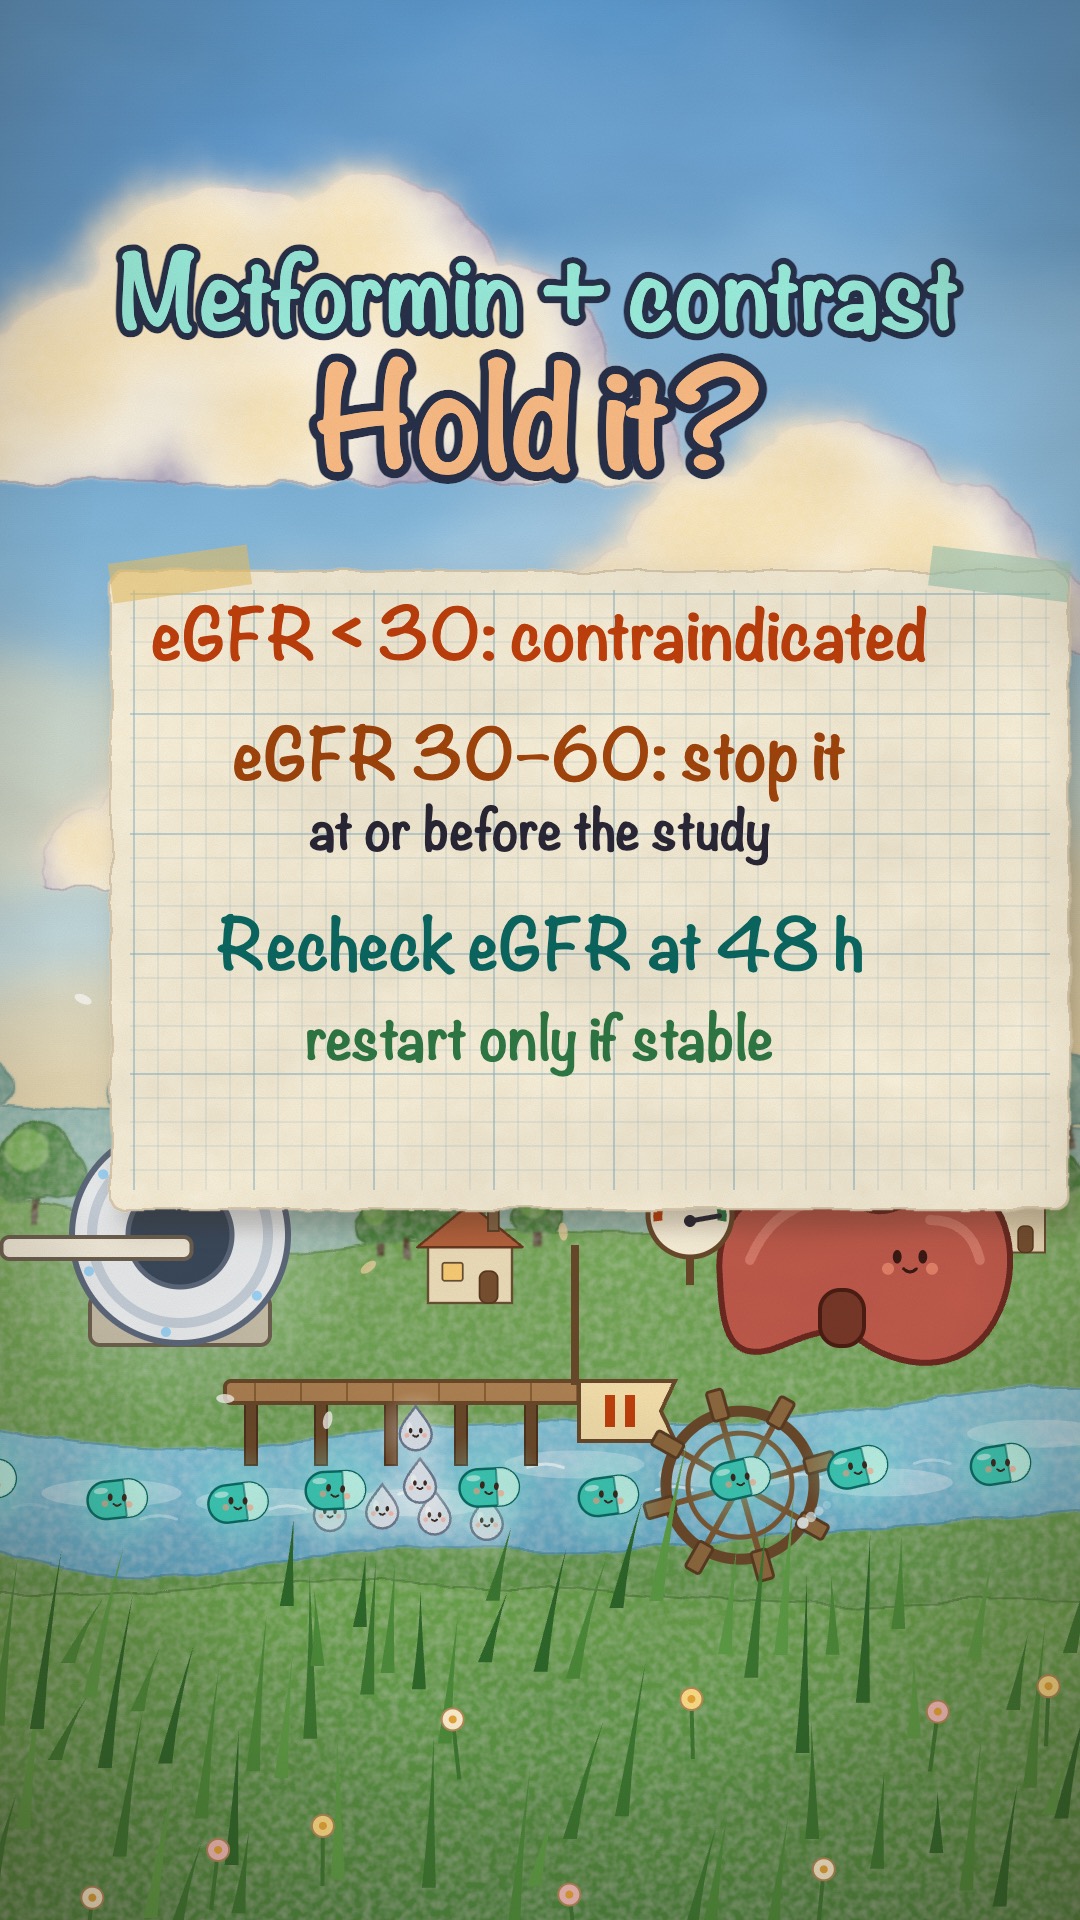 Metformin + contrast
Hold it?
eGFR < 30: contraindicated
eGFR 30–60: stop it
at or before the study
Recheck eGFR at 48 h
restart only if stable